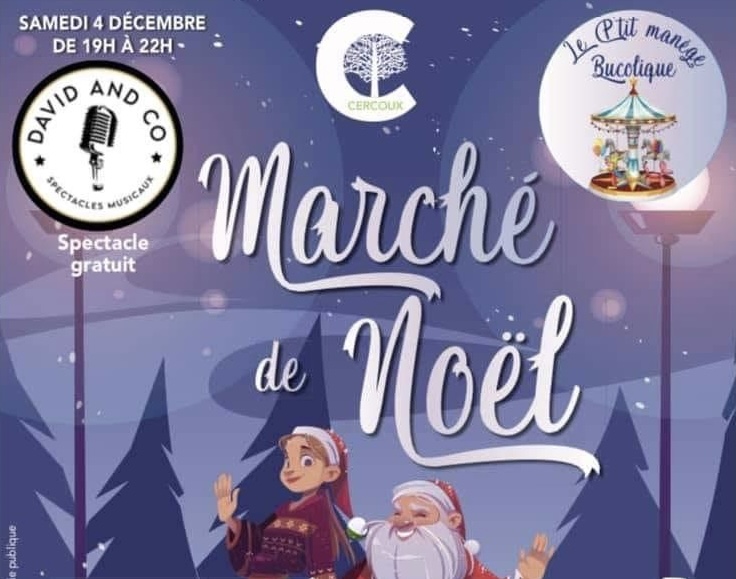 SAMEDI 4 DÉCEMBRE
DE 19H À 22H
DAVID AND CO
SPECTACLES MUSICAUX
Spectacle
gratuit
CERCOUX
Le P'tit manège
Bucolique
Marché
de Noël
e publique